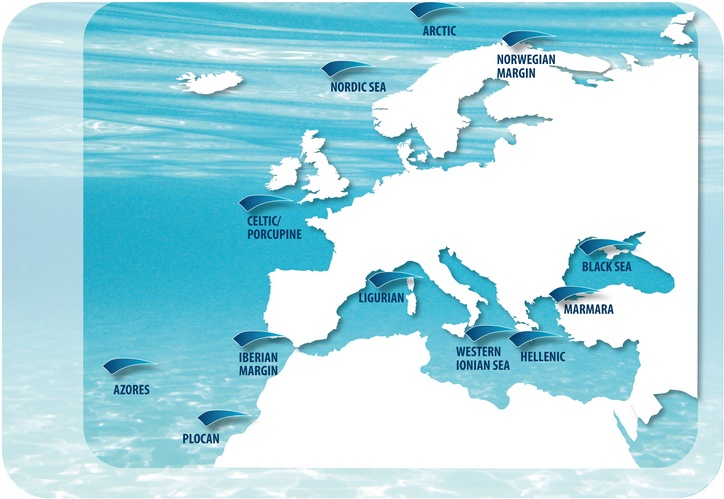 ARCTIC
NORWEGIAN
MARGIN
NORDIC SEA
CELTIC/
PORCUPINE
BLACK SEA
LIGURIAN
MARMARA
WESTERN
IONIAN SEA
HELLENIC
IBERIAN
MARGIN
AZORES
PLOCAN